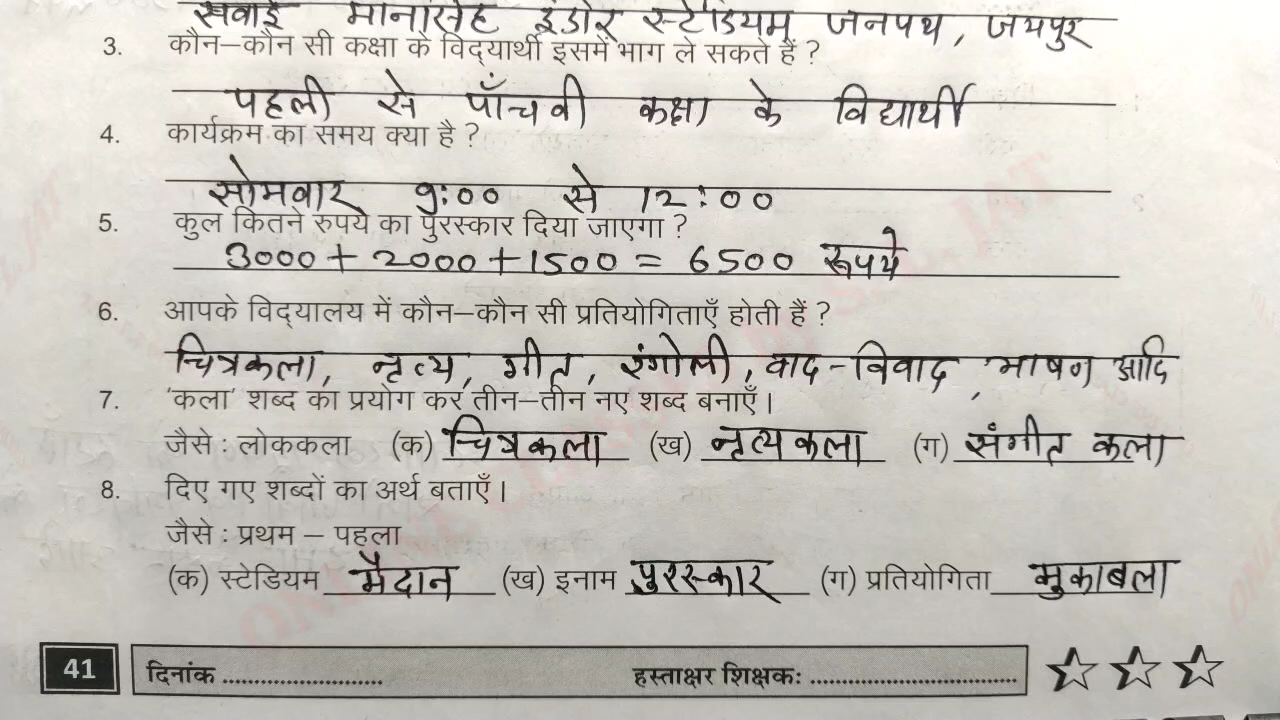 सवाई मानसिंह इंडोर स्टेडियम, जनपथ, जयपुर
3. कौन–कौन सी कक्षा के विद्यार्थी इसमें भाग ले सकते हैं ?
पहली से पाँचवी कक्षा के विद्यार्थी
4. कार्यक्रम का समय क्या है ?
सोमवार 9:00 से 12:00
5. कुल कितने रुपये का पुरस्कार दिया जाएगा ?
3000 + 2000 + 1500 = 6500 रूपये
6. आपके विद्यालय में कौन–कौन सी प्रतियोगिताएँ होती हैं ?
चित्रकला, नृत्य, गीत, रंगोली, वाद-विवाद, भाषण आदि
7. 'कला' शब्द का प्रयोग कर तीन–तीन नए शब्द बनाएँ।
जैसे : लोककला (क) चित्रकला (ख) नृत्यकला (ग) संगीत कला
8. दिए गए शब्दों का अर्थ बताएँ।
जैसे : प्रथम – पहला
(क) स्टेडियम मैदान (ख) इनाम पुरस्कार (ग) प्रतियोगिता मुकाबला
41 दिनांक ................................ हस्ताक्षर शिक्षक: ..........................................